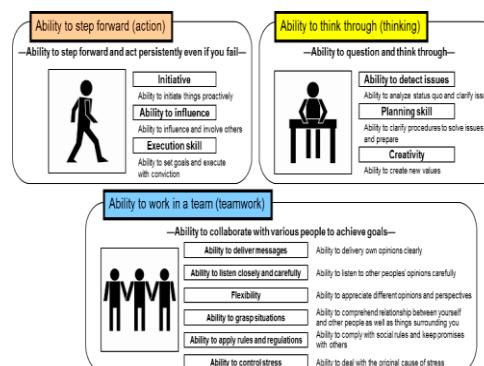 Ability to step forward (action)
—Ability to step forward and act persistently even if you fail—
Initiative
Ability to initiate things proactively
Ability to influence
Ability to influence and involve others
Execution skill
Ability to set goals and execute
with conviction
Ability to think through (thinking)
—Ability to question and think through—
Ability to detect issues
Ability to analyze status quo and clarify issu
Planning skill
Ability to clarify procedures to solve issues
and prepare
Creativity
Ability to create new values
Ability to work in a team (teamwork)
—Ability to collaborate with various people to achieve goals—
Ability to deliver messages
Ability to delivery own opinions clearly
Ability to listen closely and carefully
Ability to listen to other peoples' opinions carefully
Flexibility
Ability to appreciate different opinions and perspectives
Ability to grasp situations
Ability to comprehend relationship between yourself
and other people as well as things surrounding you
Ability to apply rules and regulations
Ability to comply with social rules and keep promises
with others
Ability to control stress
Ability to deal with the original cause of stress